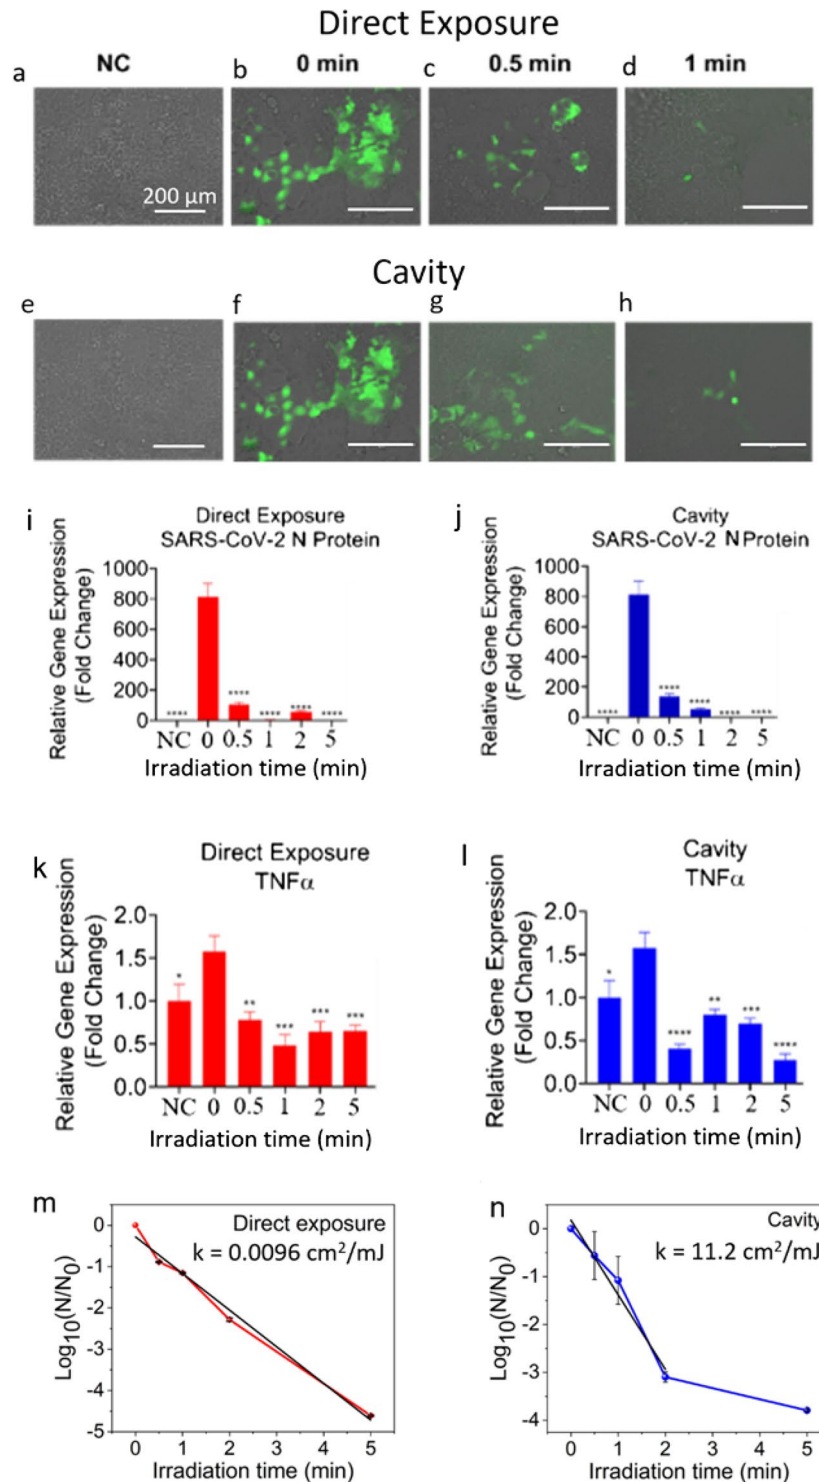 Direct Exposure
a NC b 0 min c 0.5 min d 1 min
200 µm
Cavity
e f g h
i
Direct Exposure
SARS-CoV-2 N Protein
Relative Gene Expression
(Fold Change)
1000
800
600
400
200
0
**** **** **** **** ****
NC 0 0.5 1 2 5
Irradiation time (min)
j
Cavity
SARS-CoV-2 N Protein
Relative Gene Expression
(Fold Change)
1000
800
600
400
200
0
**** **** **** **** ****
NC 0 0.5 1 2 5
Irradiation time (min)
k
Direct Exposure
TNFα
Relative Gene Expression
(Fold Change)
2.0
1.5
1.0
0.5
0.0
* ** *** *** ***
NC 0 0.5 1 2 5
Irradiation time (min)
l
Cavity
TNFα
Relative Gene Expression
(Fold Change)
2.0
1.5
1.0
0.5
0.0
* **** ** *** ****
NC 0 0.5 1 2 5
Irradiation time (min)
m
Direct exposure
k = 0.0096 cm²/mJ
Log₁₀(N/N₀)
0
-1
-2
-3
-4
-5
0 1 2 3 4 5
Irradiation time (min)
n
Cavity
k = 11.2 cm²/mJ
Log₁₀(N/N₀)
0
-1
-2
-3
-4
0 1 2 3 4 5
Irradiation time (min)